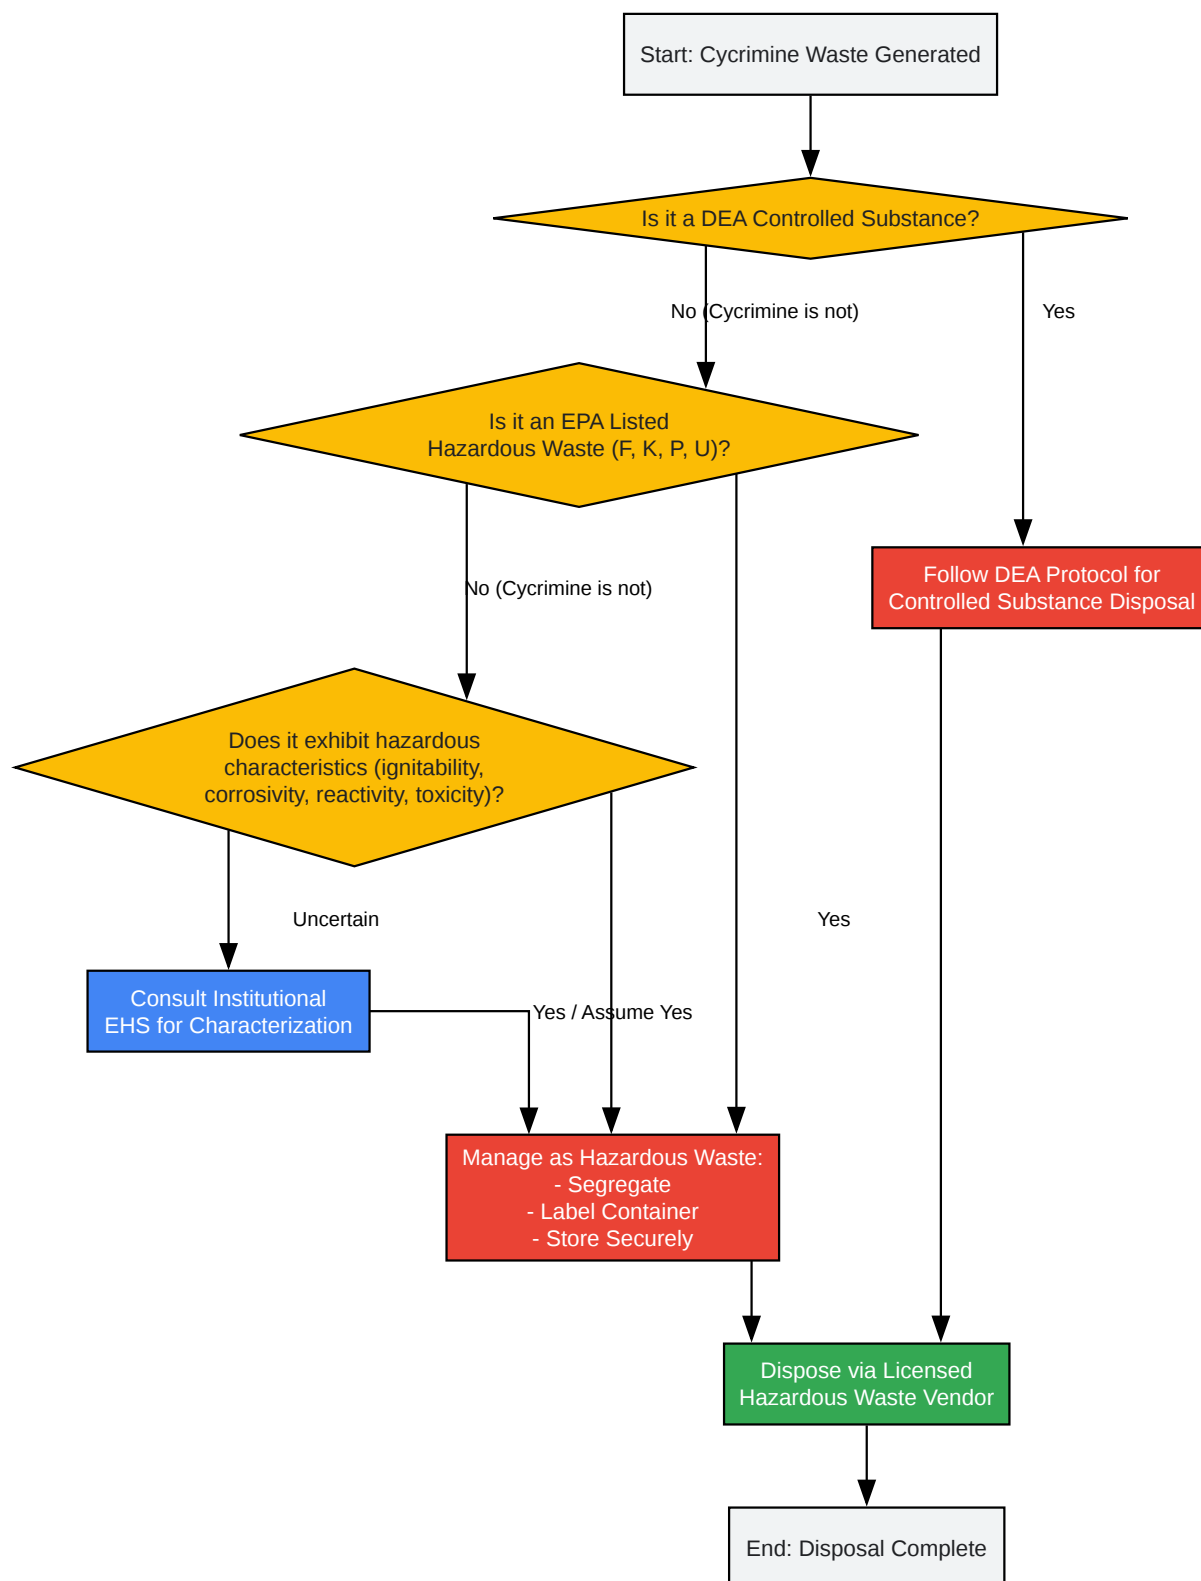 Start: Cycrimine Waste Generated
Is it a DEA Controlled Substance?
No (Cycrimine is not)
Yes
Is it an EPA Listed
Hazardous Waste (F, K, P, U)?
Follow DEA Protocol for
Controlled Substance Disposal
No (Cycrimine is not)
Does it exhibit hazardous
characteristics (ignitability,
corrosivity, reactivity, toxicity)?
Uncertain
Yes
Consult Institutional
EHS for Characterization
Yes / Assume Yes
Manage as Hazardous Waste:
- Segregate
- Label Container
- Store Securely
Dispose via Licensed
Hazardous Waste Vendor
End: Disposal Complete